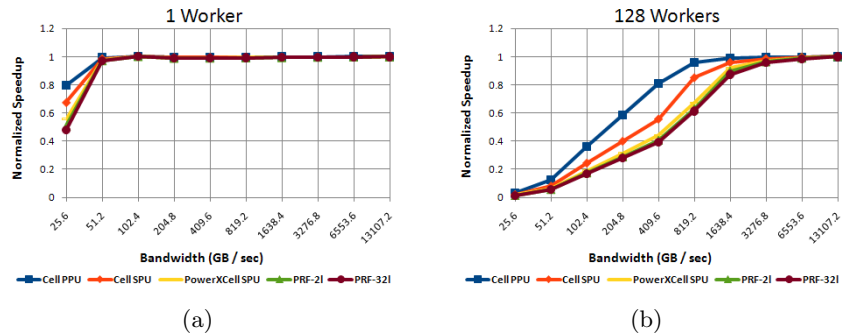 1 Worker
Normalized Speedup
1.2
1
0.8
0.6
0.4
0.2
0
25.6
51.2
102.4
204.8
409.6
819.2
1638.4
3276.8
6553.6
13107.2
Bandwidth (GB / sec)
Cell PPU
Cell SPU
PowerXCell SPU
PRF-2l
PRF-32l
(a)
128 Workers
Normalized Speedup
1.2
1
0.8
0.6
0.4
0.2
0
25.6
51.2
102.4
204.8
409.6
819.2
1638.4
3276.8
6553.6
13107.2
Bandwidth (GB / sec)
Cell PPU
Cell SPU
PowerXCell SPU
PRF-2l
PRF-32l
(b)